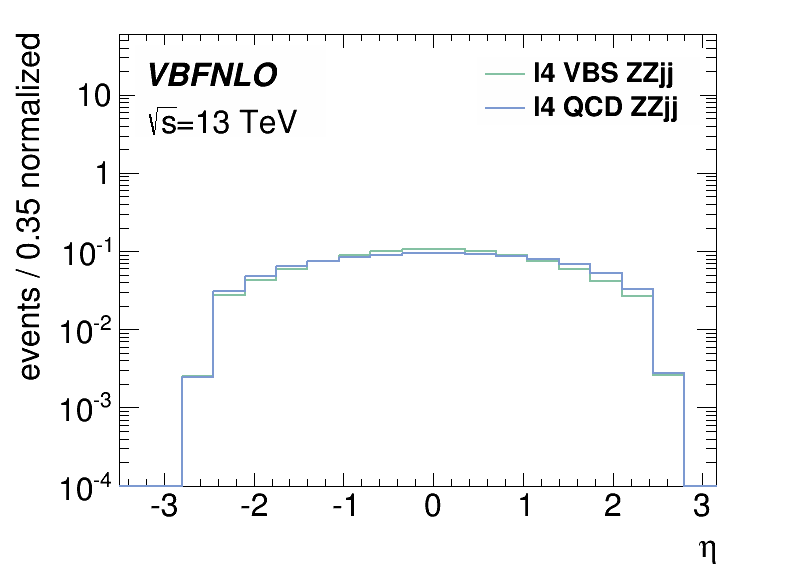 VBFNLO
√s=13 TeV
l4 VBS ZZjj
l4 QCD ZZjj
events / 0.35 normalized
10
1
10⁻¹
10⁻²
10⁻³
10⁻⁴
-3 -2 -1 0 1 2 3
η